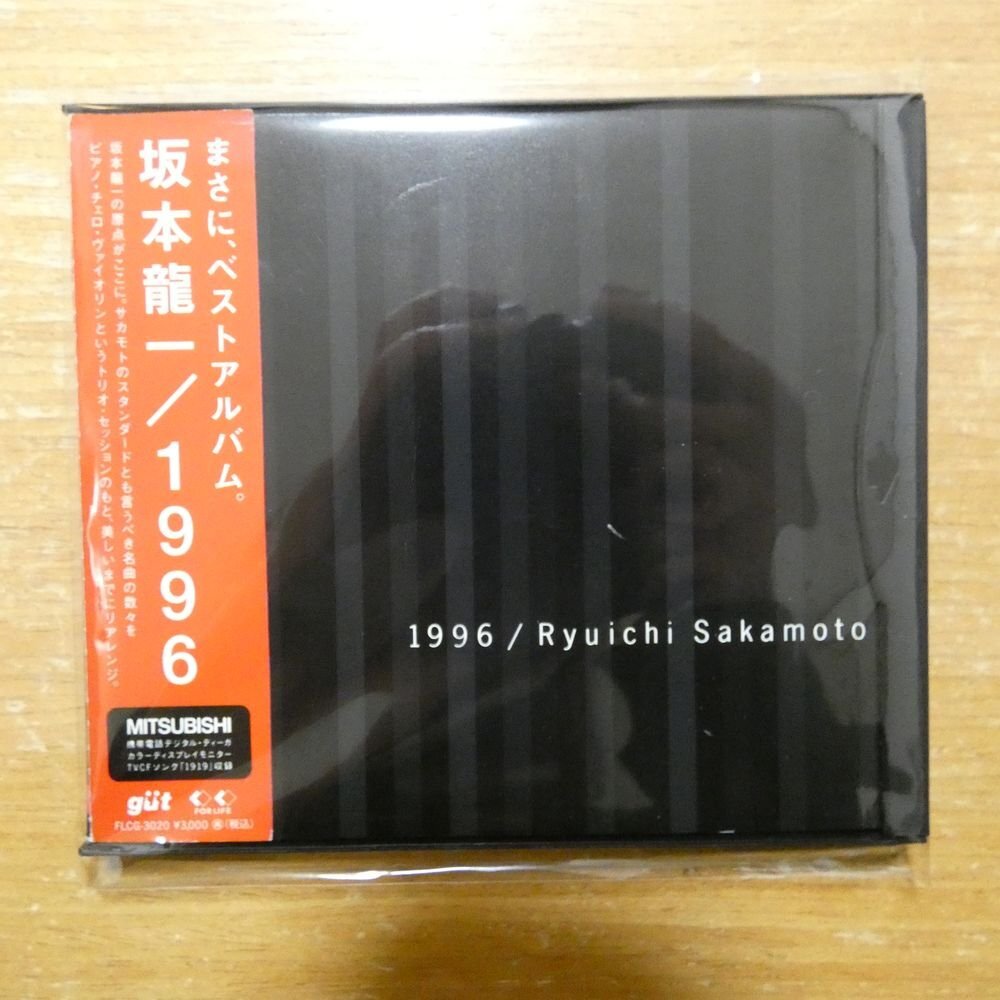 まさに、ベストアルバム。
坂本龍一／1996
坂本龍一の原点がここに。サカモトのスタンダードとも言うべき名曲の数々を
ピアノ・チェロ・ヴァイオリンというトリオ・セッションのもと、美しいまでにリアレンジ。
MITSUBISHI
携帯電話デジタル・ディーガ
カラーディスプレイモニター
TVCFソング「1919」収録
güt
FOR LIFE
FLCG-3020 ¥3,000 (税込)
1996 / Ryuichi Sakamoto